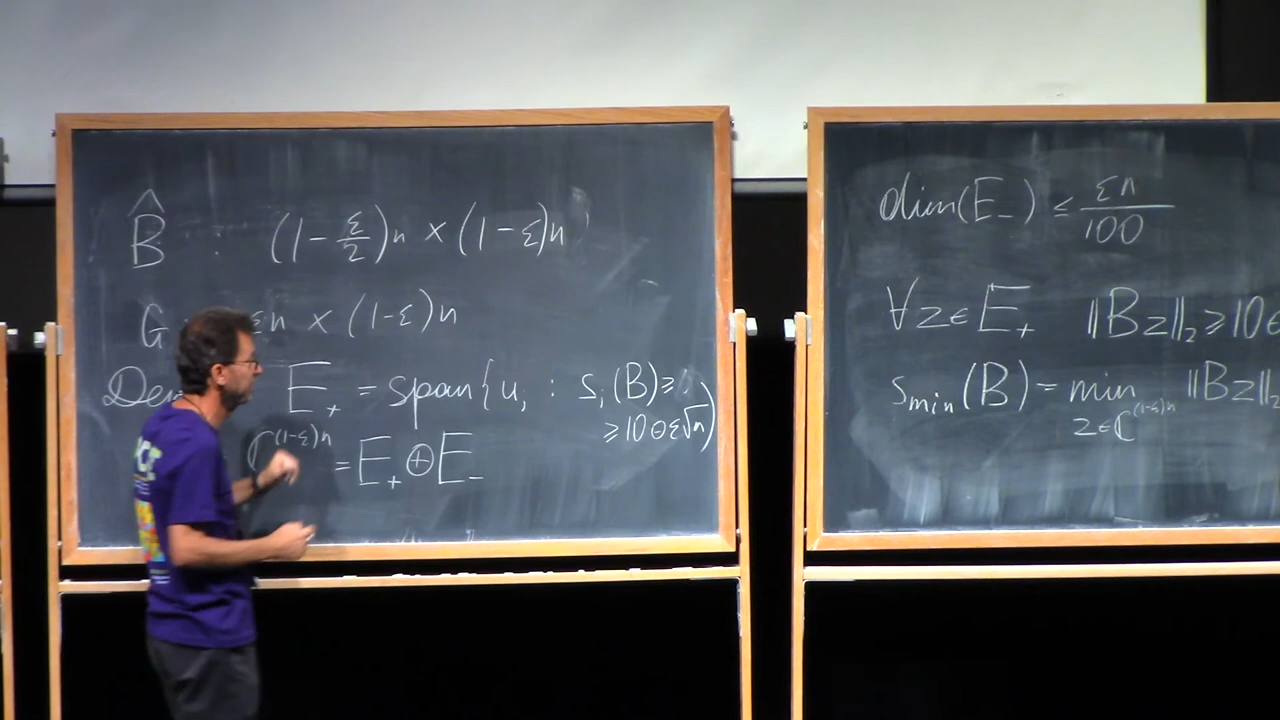 B̂ : (1 - ε/2)n × (1-ε)n
G εn × (1-ε)n
E₊ = span{u, : sᵢ(B) ≥
≥ 10θε√n)
ℂ^(1-ε)n = E₊ ⊕ E₋
dim(E₋) ≤ εn/100
∀z∈E₊ ‖Bz‖₂ ≥ 10
s_min(B) = min ‖Bz‖₂
z∈ℂ^(1-ε)n